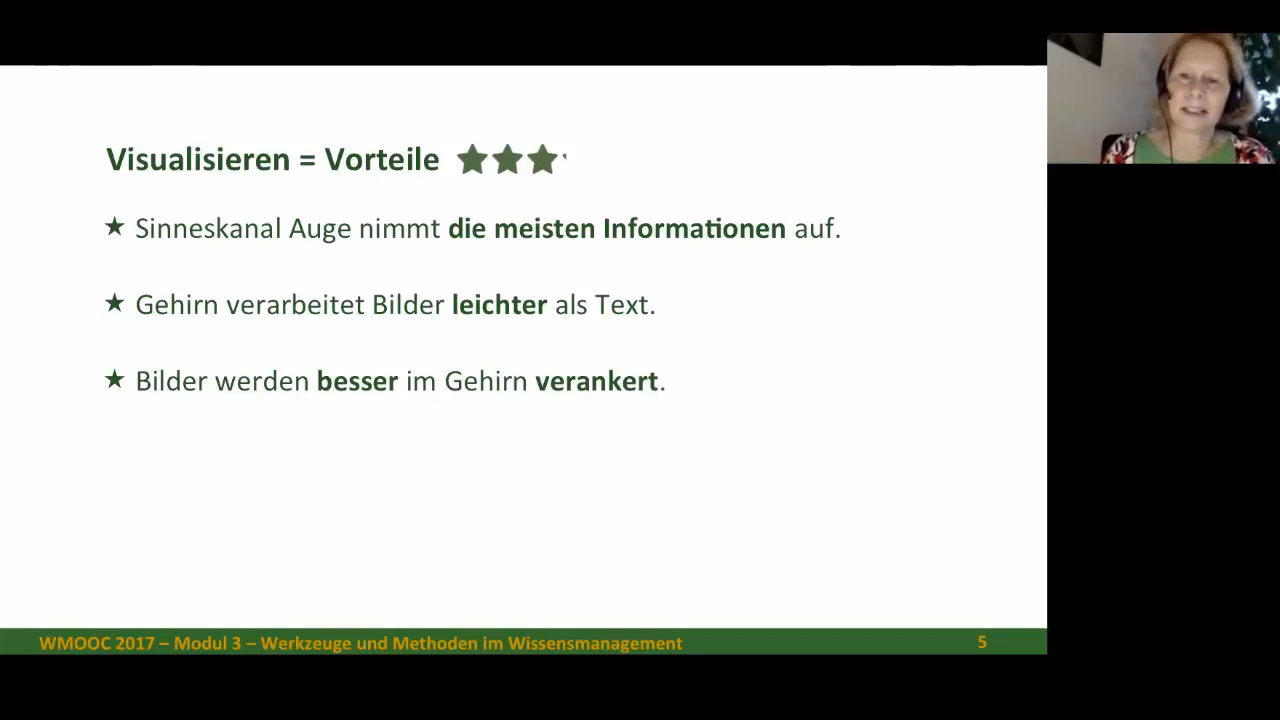 Visualisieren = Vorteile
Sinneskanal Auge nimmt die meisten Informationen auf.
Gehirn verarbeitet Bilder leichter als Text.
Bilder werden besser im Gehirn verankert.
WMOOC 2017 – Modul 3 – Werkzeuge und Methoden im Wissensmanagement 5